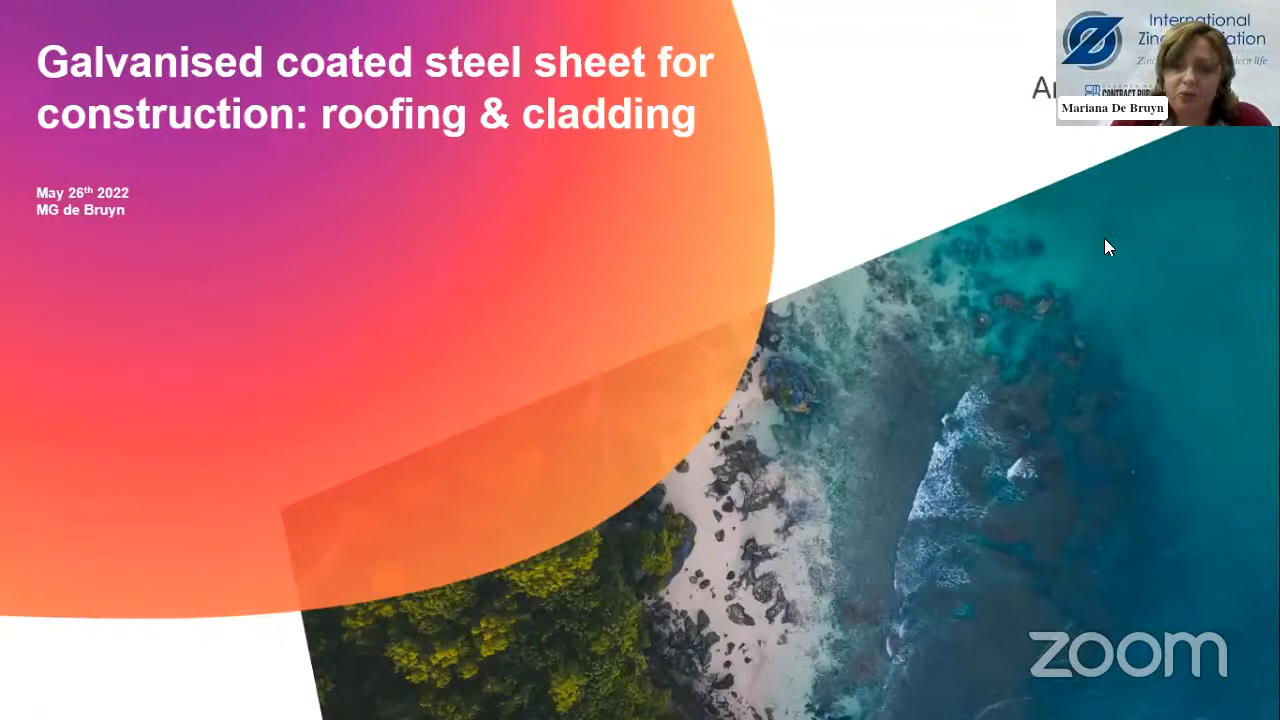 Galvanised coated steel sheet for
construction: roofing & cladding
May 26th 2022
MG de Bruyn
International
Mariana De Bruyn
zoom